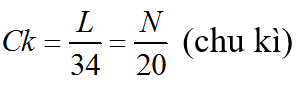 Ck = L/34 = N/20 (chu kì)